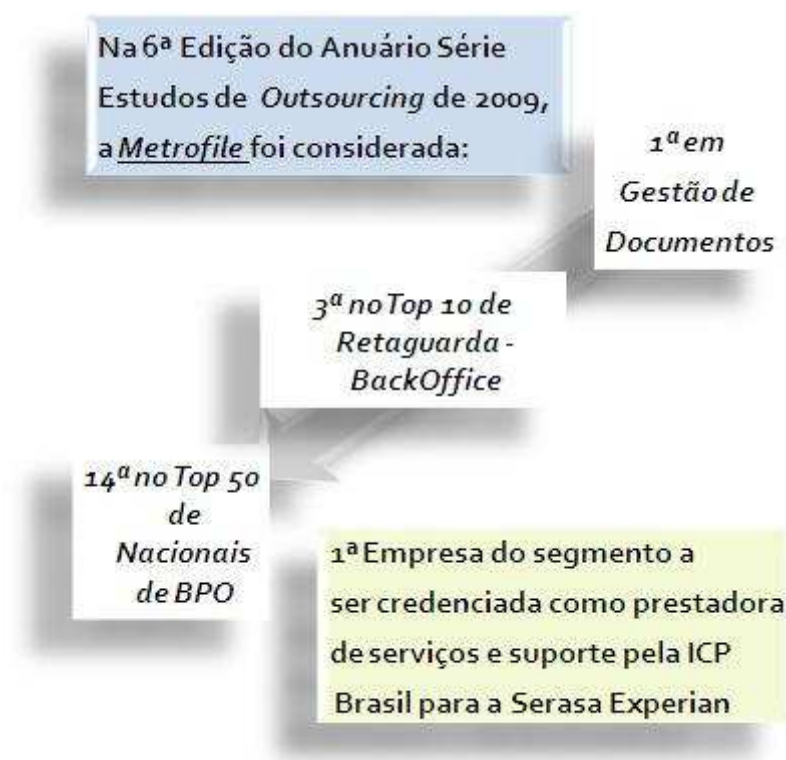 Na 6ª Edição do Anuário Série
Estudos de Outsourcing de 2009,
a Metrofile foi considerada:
1ª em
Gestão de
Documentos
3ª no Top 10 de
Retaguarda -
BackOffice
14ª no Top 50
de
Nacionais
de BPO
1ª Empresa do segmento a
ser credenciada como prestadora
de serviços e suporte pela ICP
Brasil para a Serasa Experian